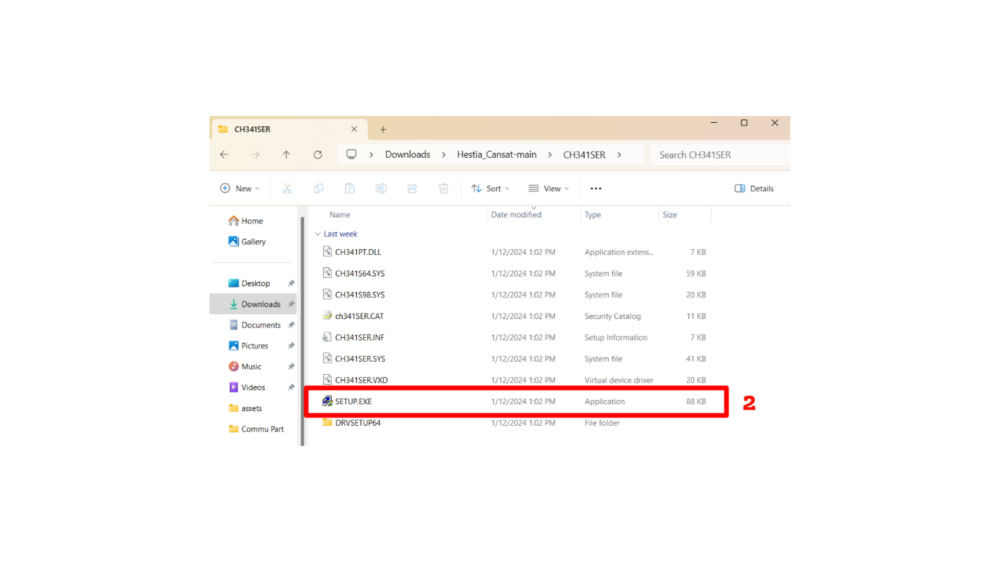 CH341SER
Downloads Hestia_Cansat-main CH341SER Search CH341SER
New Sort View Details
Name Date modified Type Size
Home
Gallery
Desktop
Downloads
Documents
Pictures
Music
Videos
assets
Commu Part
Last week
CH341PT.DLL 1/12/2024 1:02 PM Application extens... 7 KB
CH341S64.SYS 1/12/2024 1:02 PM System file 59 KB
CH341S98.SYS 1/12/2024 1:02 PM System file 20 KB
ch341SER.CAT 1/12/2024 1:02 PM Security Catalog 11 KB
CH341SER.INF 1/12/2024 1:02 PM Setup Information 7 KB
CH341SER.SYS 1/12/2024 1:02 PM System file 41 KB
CH341SER.VXD 1/12/2024 1:02 PM Virtual device driver 20 KB
SETUP.EXE 1/12/2024 1:02 PM Application 88 KB
2
DRVSETUP64 1/12/2024 1:02 PM File folder